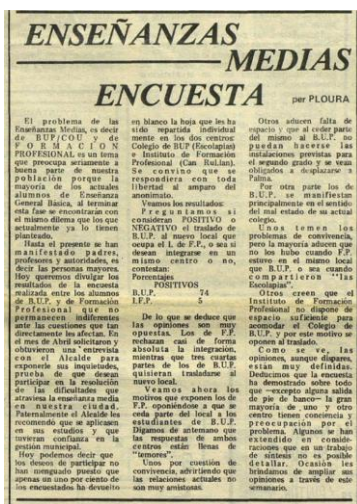 ENSEÑANZAS
MEDIAS
ENCUESTA
por PLOURA
El problema de las
Enseñanzas Medias, es decir
de BUP/COU y de
FORMACION
PROFESIONAL es un tema
que preocupa seriamente a
buena parte de nuestra
población porque la
mayoría de los actuales
alumnos de Enseñanza
General Básica, al terminar
esta fase se encontrarán con
el mismo dilema que los que
actualmente ya lo tienen
planteado.
Hasta el presente se han
manifestado padres,
profesores y autoridades, es
decir las personas mayores.
Hoy queremos divulgar los
resultados de la encuesta
realizada entre los alumnos
de B.U.P. y de Formación
Profesional que no
permanecen indiferentes
ante las cuestiones que tan
directamente les afectan. En
el mes de Abril solicitaron y
obtuvieron una entrevista
con el Alcalde para
exponerle sus inquietudes,
prueba de que desean
participar en la resolución
de las dificultades que
atraviesa la enseñanza media
en nuestra ciudad.
Paternalmente el Alcalde les
recomendó que se aplicasen
en sus estudios y que
tuvieran confianza en la
gestión municipal.
Hoy podemos decir que
los deseos de participar no
han menguado puesto que
apenas un uno por ciento de
los encuestados ha devuelto
en blanco la hoja que les ha
sido repartida individual
mente en los dos centros:
Colegio de BUP (Escolapias)
e Instituto de Formación
Profesional (Can Rul.lan).
Se convino que se
respondiera con toda
libertad al amparo del
anonimato.
Veamos los resultados:
Preguntamos si
consideran POSITIVO o
NEGATIVO el traslado de
BUP. al nuevo local que
ocupa el I. de F.P., o sea si
desean integrarse en un
mismo centro o no,
contestan:
Porcentajes
POSITIVOS
B.U.P. 74
I.F.P. 5
De lo que se deduce que
las opiniones son muy
opuestas. Los de F.P.
rechazan casi de forma
absoluta la integración,
mientras que tres cuartas
partes de los de B.U.P.
quisieran trasladarse al
nuevo local.
Veamos ahora los
motivos que exponen los de
F.P. oponiéndose a que se
ceda parte del local a los
estudiantes de B.U.P.
Digamos de antemano que
las respuestas de ambos
centros están llenas de
"temores".
Unos por cuestión de
convivencia, advirtiendo que
las relaciones actuales no
son muy amistosas.
Otros aducen falta de
espacio y que al ceder parte
del mismo al B.U.P. no
puedan hacerse las
instalaciones previstas para
el segundo grado y se vean
obligados a desplazarse a
Palma.
Por otra parte los de
B.U.P. se manifiestan
principalmente en el sentido
del mal estado de su actual
colegio.
Unos temen los
problemas de convivencia,
pero la mayoría aducen que
no los hubo cuando F.P.
estuvo en el mismo local
que B.U.P. o sea cuando
compartieron "las
Escolapias".
Otros creen que el
Instituto de Formación
Profesional no dispone de
espacio suficiente para
acomodar el Colegio de
B.U.P. y por este motivo se
oponen al traslado.
Como se ve, las
opiniones, aunque dispares,
están muy definidas.
Deducimos que la encuesta
ha demostrado sobre todo
que —excepto alguna salida
de pie de banco— la gran
mayoría de uno y otro
centro tienen conciencia y
preocupación por el
problema. Algunos se han
extendido en conside-
raciones que en un trabajo
de síntesis no es posible
detallar. Ocasión les
brindamos de ampliar sus
opiniones a través de este
semanario.